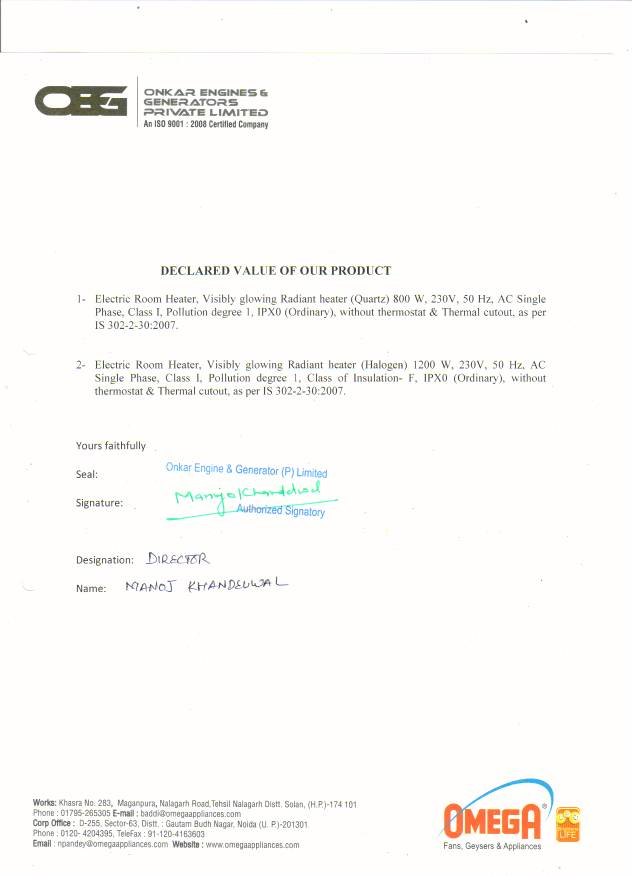 OEG
ONKAR ENGINES &
GENERATORS
PRIVATE LIMITED
An ISO 9001 : 2008 Certified Company
DECLARED VALUE OF OUR PRODUCT
1- Electric Room Heater, Visibly glowing Radiant heater (Quartz) 800 W, 230V, 50 Hz, AC Single
Phase, Class I, Pollution degree 1, IPX0 (Ordinary), without thermostat & Thermal cutout, as per
IS 302-2-30:2007.
2- Electric Room Heater, Visibly glowing Radiant heater (Halogen) 1200 W, 230V, 50 Hz, AC
Single Phase, Class I, Pollution degree 1, Class of Insulation- F, IPX0 (Ordinary), without
thermostat & Thermal cutout, as per IS 302-2-30:2007.
Yours faithfully
Seal: Onkar Engine & Generator (P) Limited
Signature:
Authorized Signatory
Designation: DIRECTOR
Name: MANOJ KHANDELWAL
Works: Khasra No. 283, Maganpura, Nalagarh Road,Tehsil Nalagarh Distt. Solan, (H.P.)-174 101
Phone : 01795-265305 E-mail : baddi@omegaappliances.com
Corp Office : D-255, Sector-63, Distt. : Gautam Budh Nagar, Noida (U. P.)-201301
Phone : 0120- 4204395, TeleFax : 91-120-4163603
Email : npandey@omegaappliances.com Website : www.omegaappliances.com
OMEGA®
Fans, Geysers & Appliances
LIFE